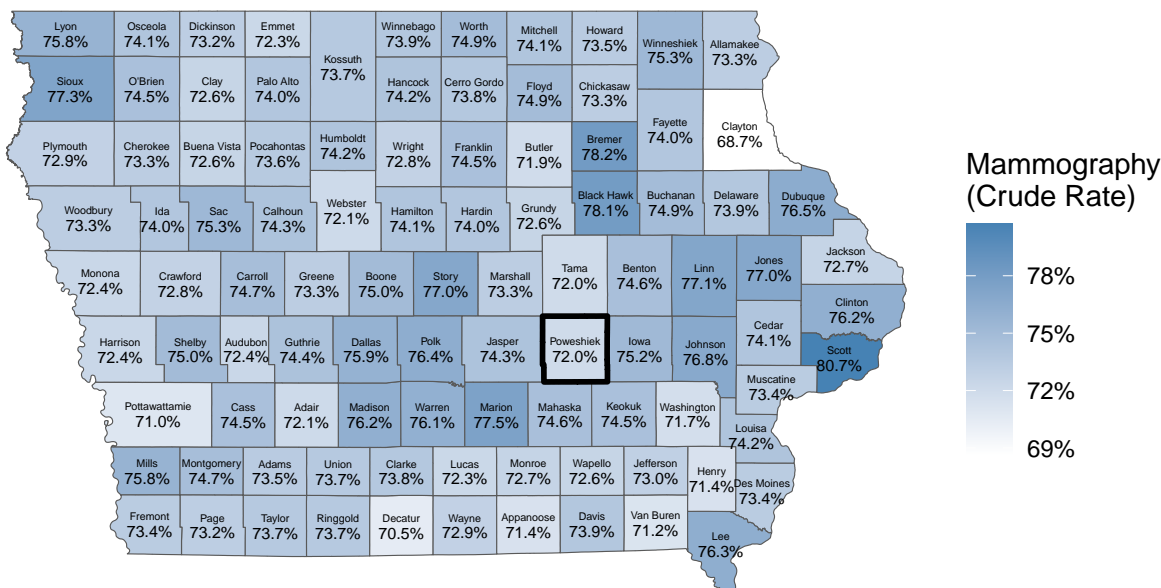 Lyon
75.8%
Osceola
74.1%
Dickinson
73.2%
Emmet
72.3%
Kossuth
73.7%
Winnebago
73.9%
Worth
74.9%
Mitchell
74.1%
Howard
73.5%
Winneshiek
75.3%
Allamakee
73.3%
Sioux
77.3%
O'Brien
74.5%
Clay
72.6%
Palo Alto
74.0%
Hancock
74.2%
Cerro Gordo
73.8%
Floyd
74.9%
Chickasaw
73.3%
Fayette
74.0%
Clayton
68.7%
Plymouth
72.9%
Cherokee
73.3%
Buena Vista
72.6%
Pocahontas
73.6%
Humboldt
74.2%
Wright
72.8%
Franklin
74.5%
Butler
71.9%
Bremer
78.2%
Woodbury
73.3%
Ida
74.0%
Sac
75.3%
Calhoun
74.3%
Webster
72.1%
Hamilton
74.1%
Hardin
74.0%
Grundy
72.6%
Black Hawk
78.1%
Buchanan
74.9%
Delaware
73.9%
Dubuque
76.5%
Monona
72.4%
Crawford
72.8%
Carroll
74.7%
Greene
73.3%
Boone
75.0%
Story
77.0%
Marshall
73.3%
Tama
72.0%
Benton
74.6%
Linn
77.1%
Jones
77.0%
Jackson
72.7%
Clinton
76.2%
Harrison
72.4%
Shelby
75.0%
Audubon
72.4%
Guthrie
74.4%
Dallas
75.9%
Polk
76.4%
Jasper
74.3%
Poweshiek
72.0%
Iowa
75.2%
Johnson
76.8%
Cedar
74.1%
Scott
80.7%
Muscatine
73.4%
Pottawattamie
71.0%
Cass
74.5%
Adair
72.1%
Madison
76.2%
Warren
76.1%
Marion
77.5%
Mahaska
74.6%
Keokuk
74.5%
Washington
71.7%
Louisa
74.2%
Mills
75.8%
Montgomery
74.7%
Adams
73.5%
Union
73.7%
Clarke
73.8%
Lucas
72.3%
Monroe
72.7%
Wapello
72.6%
Jefferson
73.0%
Henry
71.4%
Des Moines
73.4%
Fremont
73.4%
Page
73.2%
Taylor
73.7%
Ringgold
73.7%
Decatur
70.5%
Wayne
72.9%
Appanoose
71.4%
Davis
73.9%
Van Buren
71.2%
Lee
76.3%
Mammography
(Crude Rate)
78%
75%
72%
69%